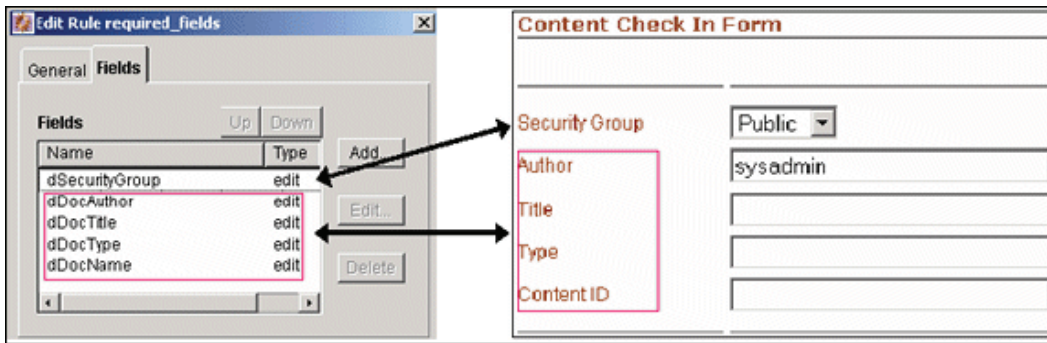 Edit Rule required_fields
General Fields
Fields
Up Down
Name Type
Add...
dSecurityGroup edit
dDocAuthor edit
dDocTitle edit
dDocType edit
dDocName edit
Edit...
Delete
Content Check In Form
Security Group Public
Author sysadmin
Title
Type
Content ID